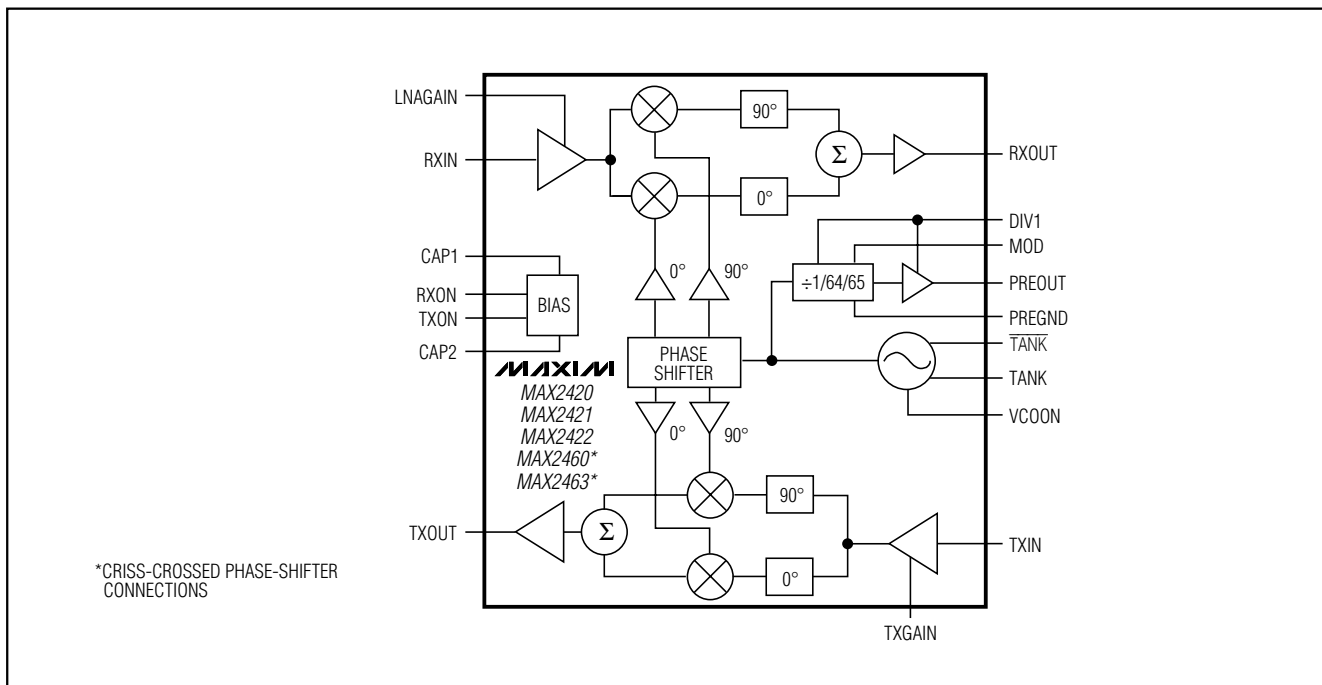 LNAGAIN
RXIN
90°
0°
Σ
RXOUT
DIV1
MOD
÷1/64/65
PREOUT
PREGND
TANK
TANK
VCOON
CAP1
RXON
TXON
BIAS
CAP2
0°
90°
PHASE
SHIFTER
0°
90°
MAXIM
MAX2420
MAX2421
MAX2422
MAX2460*
MAX2463*
TXOUT
Σ
90°
0°
TXIN
TXGAIN
*CRISS-CROSSED PHASE-SHIFTER
CONNECTIONS